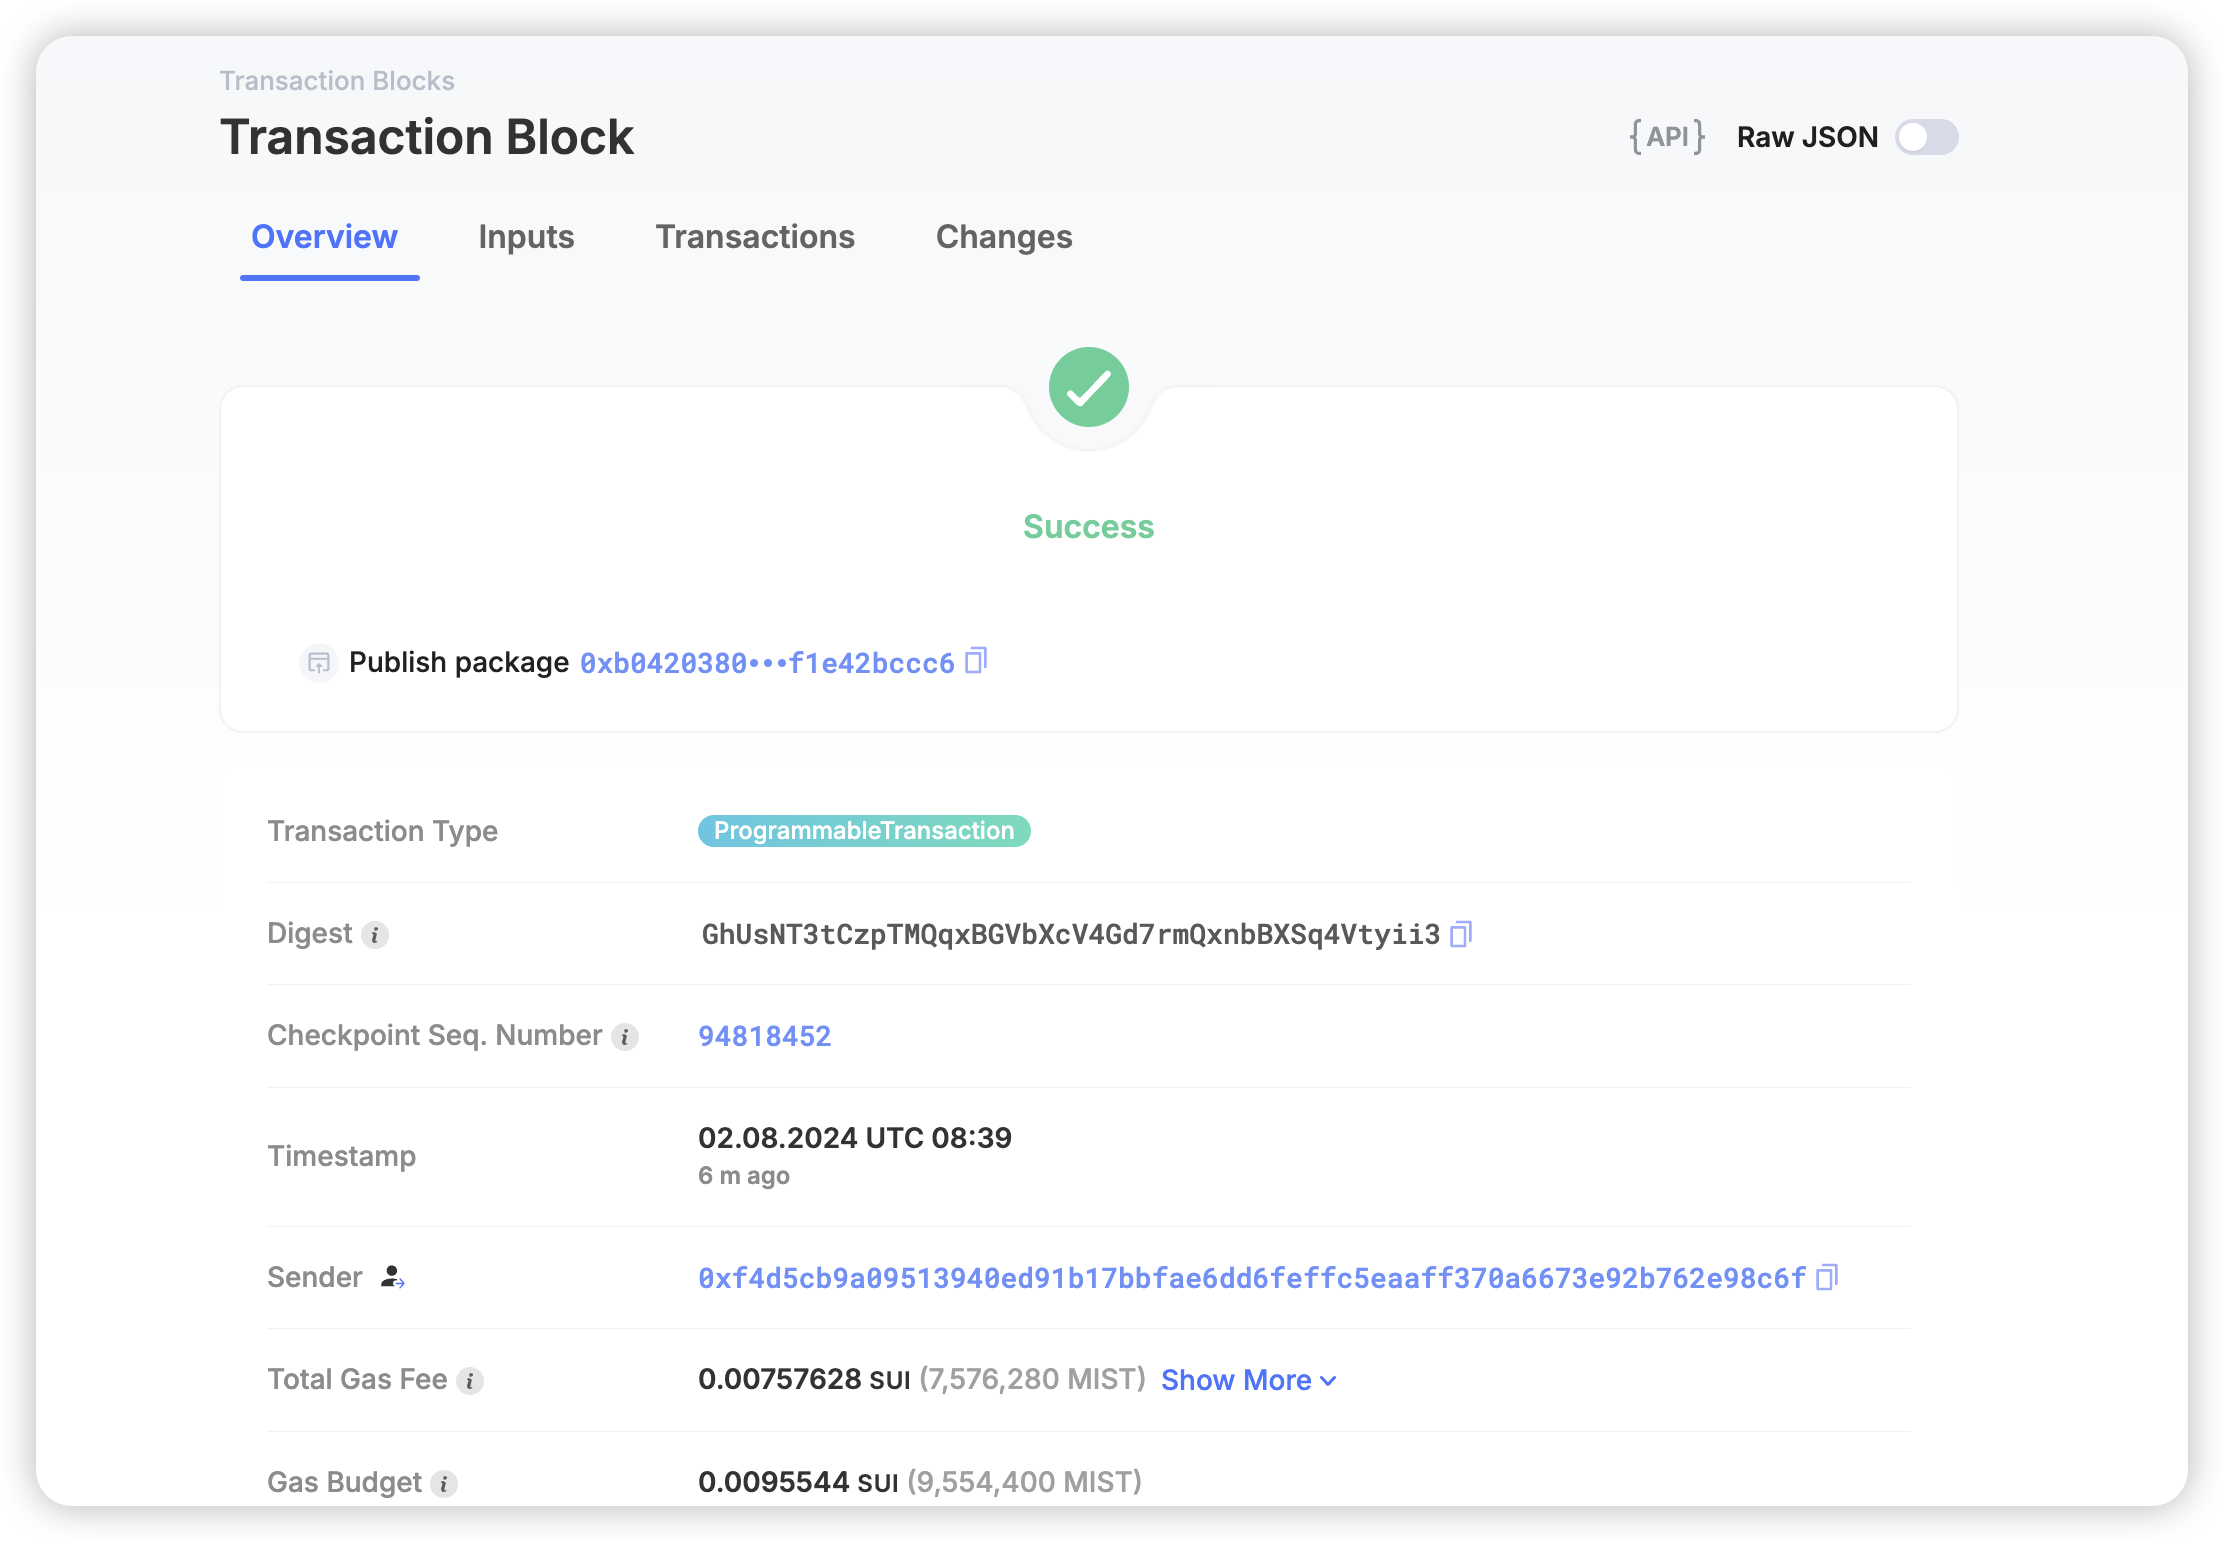 Transaction Blocks
Transaction Block
{API} Raw JSON
Overview Inputs Transactions Changes
Success
Publish package 0xb0420380•••f1e42bccc6
Transaction Type ProgrammableTransaction
Digest i GhUsNT3tCzpTMQqxBGVbXcV4Gd7rmQxnbBXSq4Vtyii3
Checkpoint Seq. Number i 94818452
Timestamp 02.08.2024 UTC 08:39
6 m ago
Sender 0xf4d5cb9a09513940ed91b17bbfae6dd6feffc5eaaff370a6673e92b762e98c6f
Total Gas Fee i 0.00757628 SUI (7,576,280 MIST) Show More
Gas Budget i 0.0095544 SUI (9,554,400 MIST)